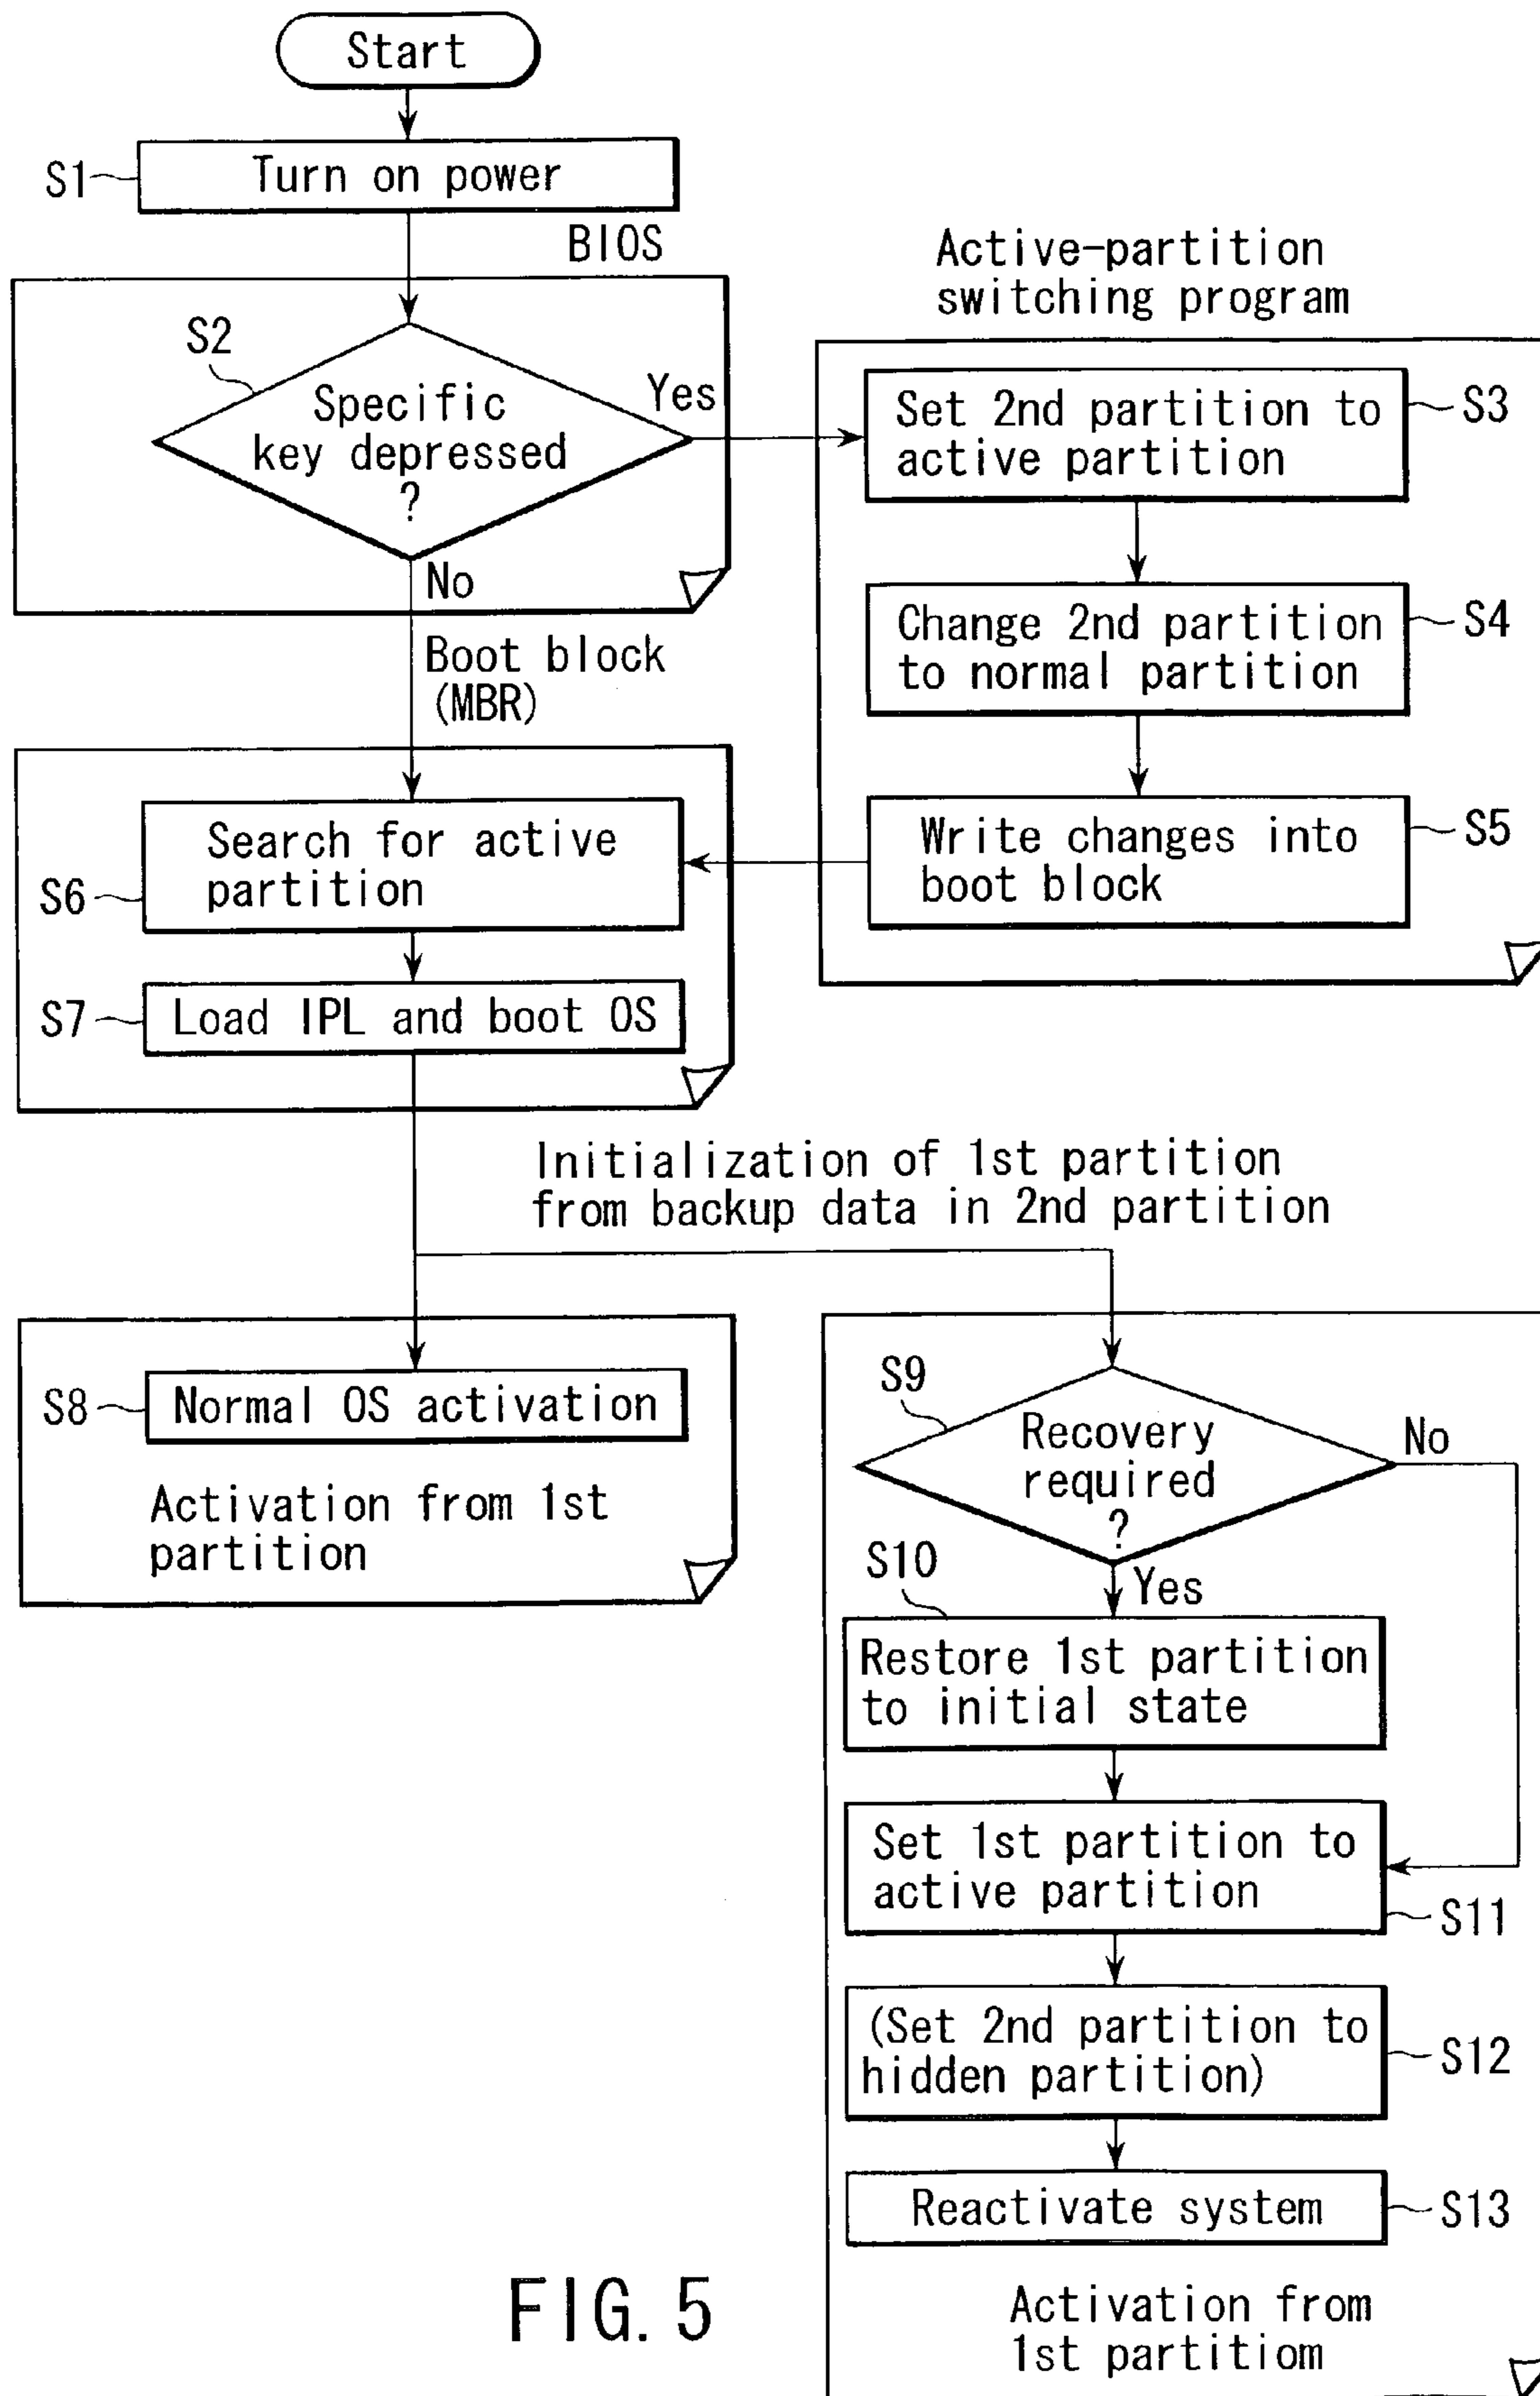 Start
S1
Turn on power
BIOS
S2
Specific
key depressed
?
Yes
No
Active-partition
switching program
Set 2nd partition to
active partition
S3
Change 2nd partition
to normal partition
S4
Write changes into
boot block
S5
Boot block
(MBR)
Search for active
partition
S6
S7
Load IPL and boot OS
Initialization of 1st partition
from backup data in 2nd partition
S8
Normal OS activation
Activation from 1st
partition
S9
Recovery
required
?
No
Yes
S10
Restore 1st partition
to initial state
Set 1st partition to
active partition
S11
(Set 2nd partition to
hidden partition)
S12
Reactivate system
S13
Activation from
1st partitiom
FIG. 5